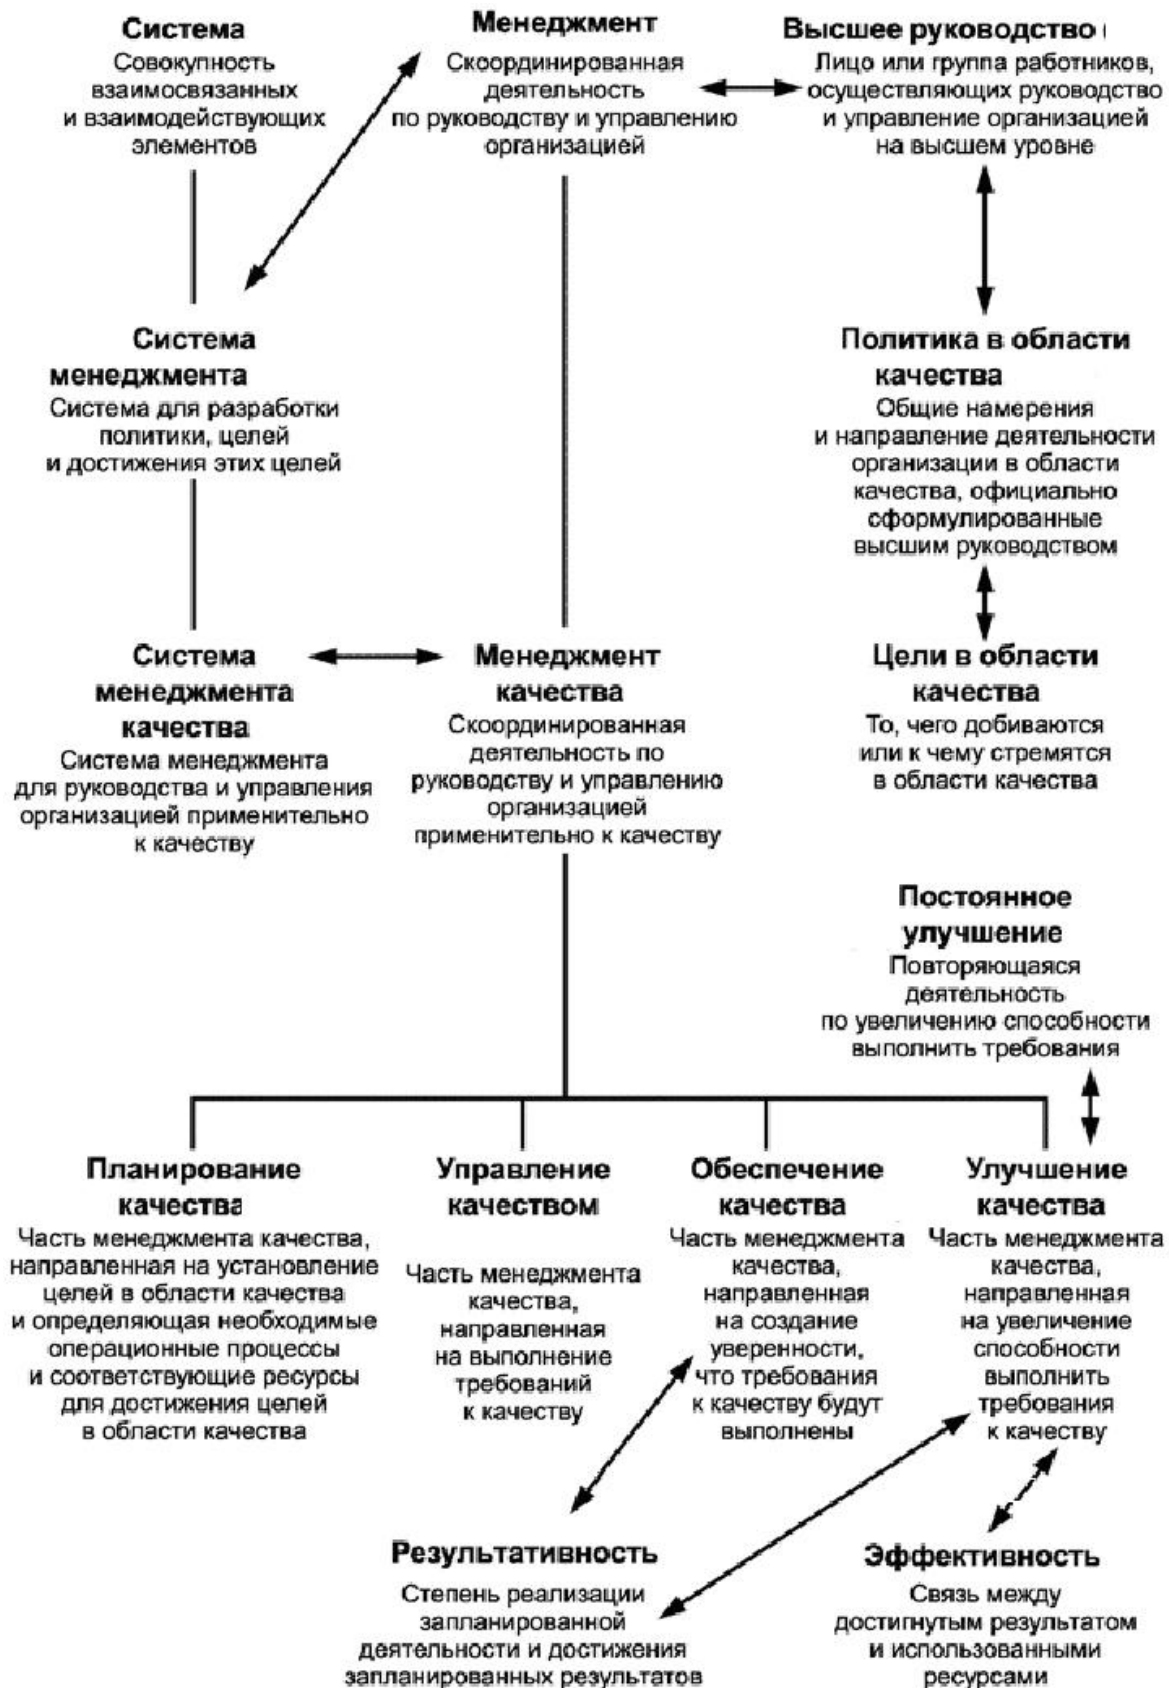 Система
Совокупность
взаимосвязанных
и взаимодействующих
элементов
Менеджмент
Скоординированная
деятельность
по руководству и управлению
организацией
Высшее руководство
Лицо или группа работников,
осуществляющих руководство
и управление организацией
на высшем уровне
Система
менеджмента
Система для разработки
политики, целей
и достижения этих целей
Политика в области
качества
Общие намерения
и направление деятельности
организации в области
качества, официально
сформулированные
высшим руководством
Система
менеджмента
качества
Система менеджмента
для руководства и управления
организацией применительно
к качеству
Менеджмент
качества
Скоординированная
деятельность по
руководству и управлению
организацией
применительно к качеству
Цели в области
качества
То, чего добиваются
или к чему стремятся
в области качества
Постоянное
улучшение
Повторяющаяся
деятельность
по увеличению способности
выполнить требования
Планирование
качества
Часть менеджмента качества,
направленная на установление
целей в области качества
и определяющая необходимые
операционные процессы
и соответствующие ресурсы
для достижения целей
в области качества
Управление
качеством
Часть менеджмента
качества,
направленная
на выполнение
требований
к качеству
Обеспечение
качества
Часть менеджмента
качества,
направленная
на создание
уверенности,
что требования
к качеству будут
выполнены
Улучшение
качества
Часть менеджмента
качества,
направленная
на увеличение
способности
выполнить
требования
к качеству
Результативность
Степень реализации
запланированной
деятельности и достижения
запланированных результатов
Эффективность
Связь между
достигнутым результатом
и использованными
ресурсами